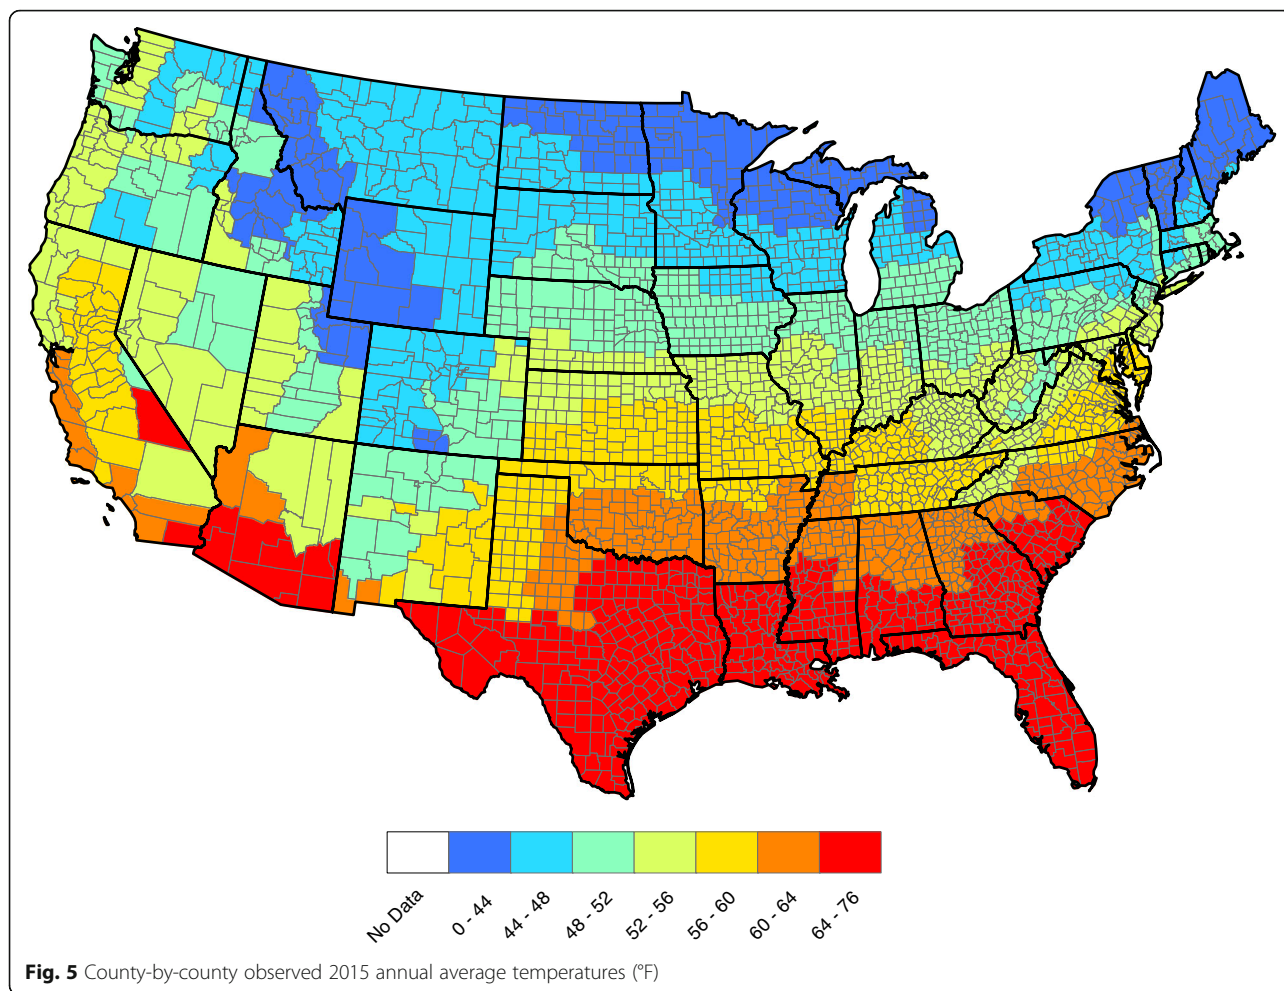 No Data
0 - 44
44 - 48
48 - 52
52 - 56
56 - 60
60 - 64
64 - 76
Fig. 5 County-by-county observed 2015 annual average temperatures (°F)